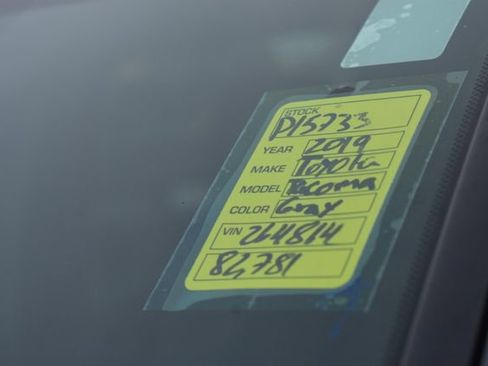 STOCK
P15733
YEAR 2019
MAKE Toyota
MODEL Tacoma
COLOR Gray
VIN 264814
82781